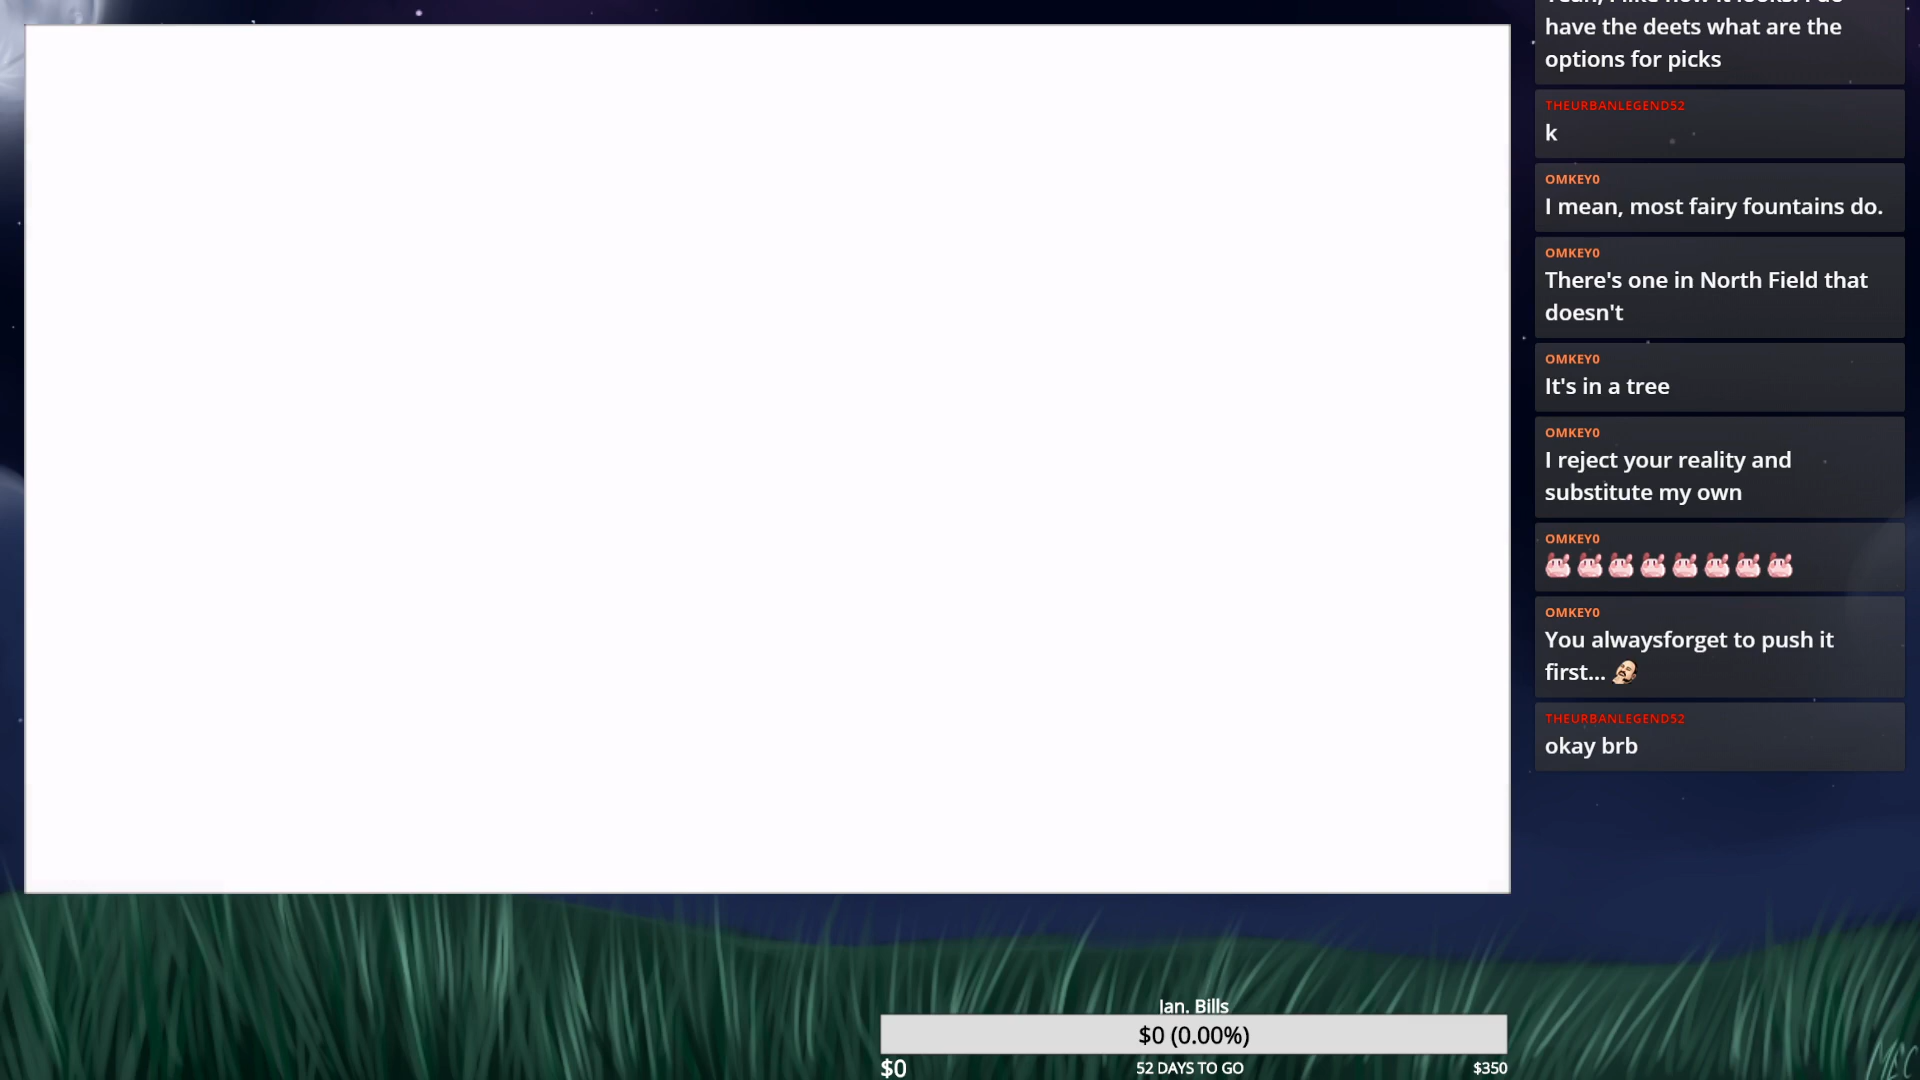 have the deets what are the
options for picks
THEURBANLEGEND52
k
OMKEY0
I mean, most fairy fountains do.
OMKEY0
There's one in North Field that
doesn't
OMKEY0
It's in a tree
OMKEY0
I reject your reality and
substitute my own
OMKEY0
OMKEY0
You alwaysforget to push it
first...
THEURBANLEGEND52
okay brb
Jan. Bills
$0 (0.00%)
$0 52 DAYS TO GO $350